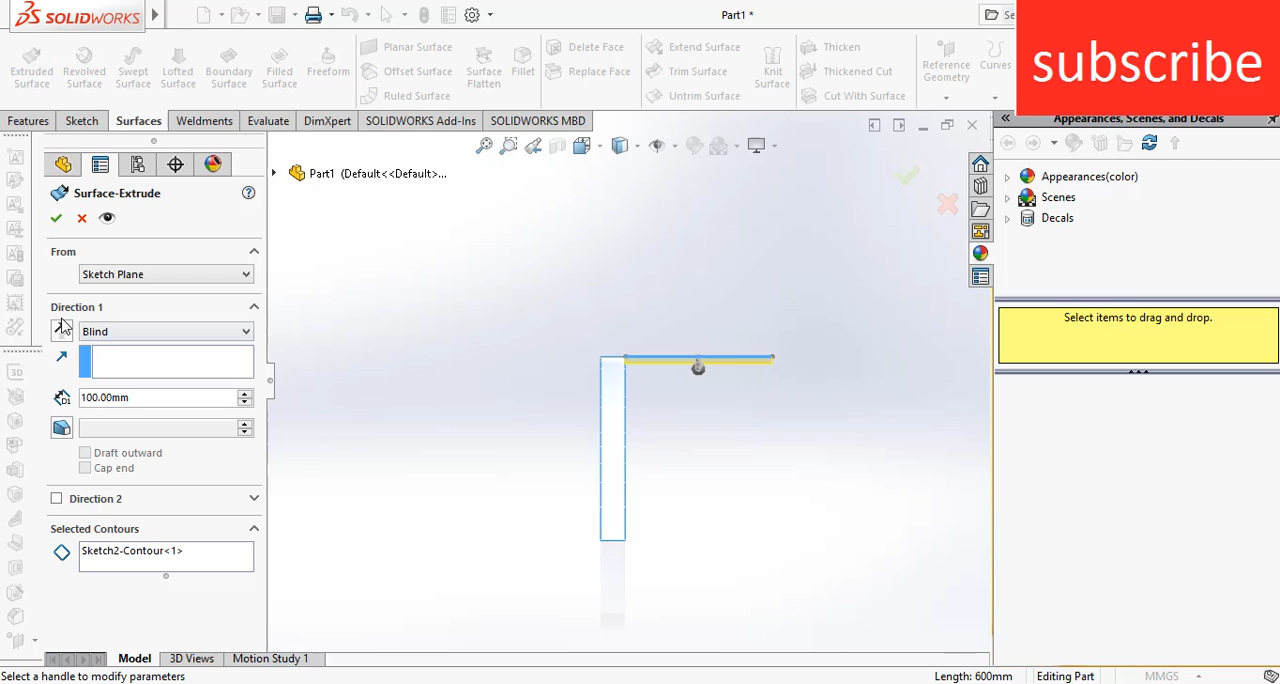 SOLIDWORKS
Part1 *
Se
subscribe
Extruded Surface
Revolved Surface
Swept Surface
Lofted Surface
Boundary Surface
Filled Surface
Freeform
Planar Surface
Offset Surface
Ruled Surface
Surface Flatten
Fillet
Delete Face
Replace Face
Extend Surface
Trim Surface
Untrim Surface
Knit Surface
Thicken
Thickened Cut
Cut With Surface
Reference Geometry
Curves
Features
Sketch
Surfaces
Weldments
Evaluate
DimXpert
SOLIDWORKS Add-Ins
SOLIDWORKS MBD
Appearances, Scenes, and Decals
Surface-Extrude
Part1 (Default<<Default>...
Appearances(color)
Scenes
Decals
From
Sketch Plane
Direction 1
Blind
100.00mm
Draft outward
Cap end
Direction 2
Selected Contours
Sketch2-Contour<1>
Select items to drag and drop.
3D
Model
3D Views
Motion Study 1
Select a handle to modify parameters
Length: 600mm
Editing Part
MMGS